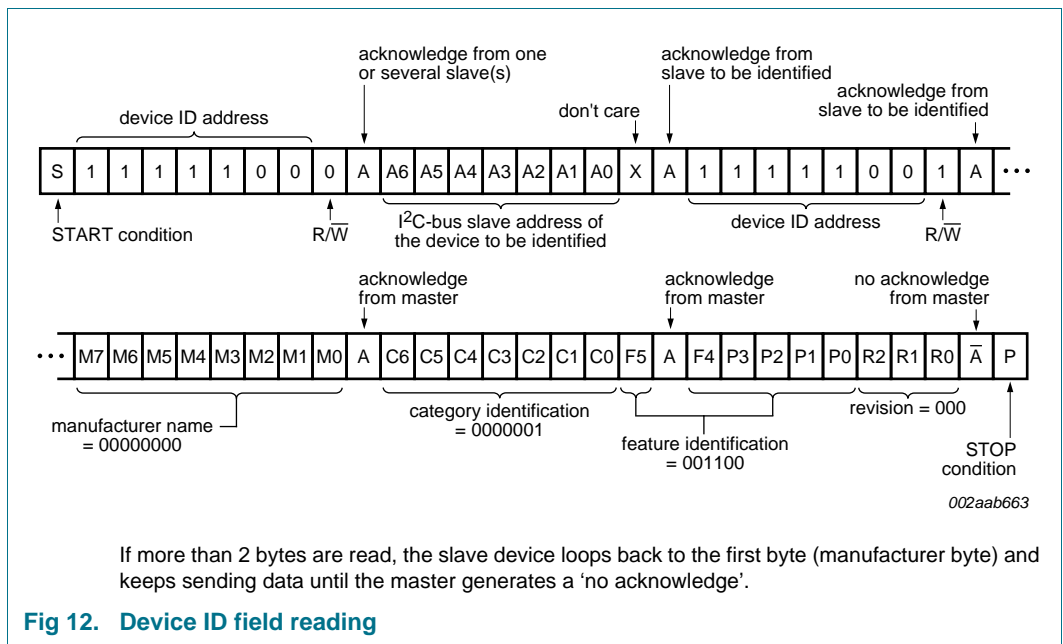 acknowledge from one
or several slave(s)
acknowledge from
slave to be identified
acknowledge from
slave to be identified
device ID address
don't care
S 1 1 1 1 1 0 0 0 A A6 A5 A4 A3 A2 A1 A0 X A 1 1 1 1 1 0 0 1 A ···
START condition
R/W̅
I²C-bus slave address of
the device to be identified
device ID address
R/W̅
acknowledge
from master
acknowledge
from master
no acknowledge
from master
··· M7 M6 M5 M4 M3 M2 M1 M0 A C6 C5 C4 C3 C2 C1 C0 F5 A F4 P3 P2 P1 P0 R2 R1 R0 A̅ P
manufacturer name
= 00000000
category identification
= 0000001
feature identification
= 001100
revision = 000
STOP
condition
002aab663
If more than 2 bytes are read, the slave device loops back to the first byte (manufacturer byte) and
keeps sending data until the master generates a ‘no acknowledge’.
Fig 12. Device ID field reading